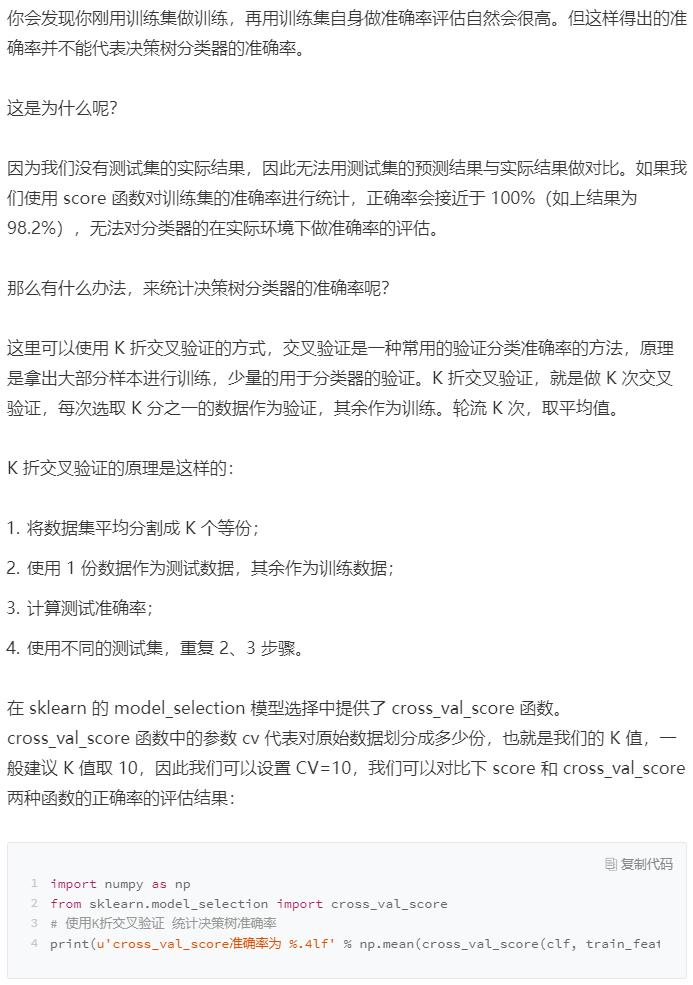 你会发现你刚用训练集做训练，再用训练集自身做准确率评估自然会很高。但这样得出的准
确率并不能代表决策树分类器的准确率。
这是为什么呢？
因为我们没有测试集的实际结果，因此无法用测试集的预测结果与实际结果做对比。如果我
们使用 score 函数对训练集的准确率进行统计，正确率会接近于 100%（如上结果为
98.2%），无法对分类器的在实际环境下做准确率的评估。
那么有什么办法，来统计决策树分类器的准确率呢？
这里可以使用 K 折交叉验证的方式，交叉验证是一种常用的验证分类准确率的方法，原理
是拿出大部分样本进行训练，少量的用于分类器的验证。K 折交叉验证，就是做 K 次交叉
验证，每次选取 K 分之一的数据作为验证，其余作为训练。轮流 K 次，取平均值。
K 折交叉验证的原理是这样的：
1. 将数据集平均分割成 K 个等份；
2. 使用 1 份数据作为测试数据，其余作为训练数据；
3. 计算测试准确率；
4. 使用不同的测试集，重复 2、3 步骤。
在 sklearn 的 model_selection 模型选择中提供了 cross_val_score 函数。
cross_val_score 函数中的参数 cv 代表对原始数据划分成多少份，也就是我们的 K 值，一
般建议 K 值取 10，因此我们可以设置 CV=10，我们可以对比下 score 和 cross_val_score
两种函数的正确率的评估结果：
复制代码
1 import numpy as np
2 from sklearn.model_selection import cross_val_score
3 # 使用K折交叉验证 统计决策树准确率
4 print(u'cross_val_score准确率为 %.4lf' % np.mean(cross_val_score(clf, train_feat